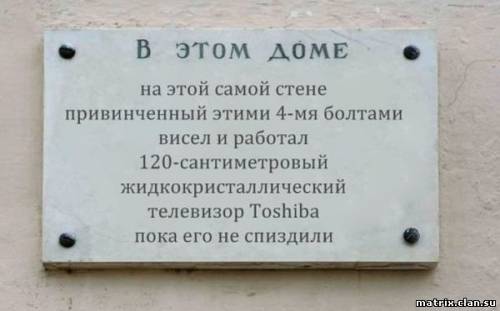 В ЭТОМ ДОМЕ
на этой самой стене
привинченный этими 4-мя болтами
висел и работал
120-сантиметровый
жидкокристаллический
телевизор Toshiba
пока его не спиздили
matrix.clan.su